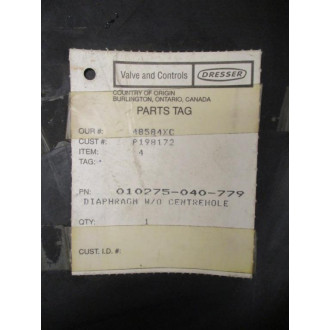 Valve and Controls DRESSER
COUNTRY OF ORIGIN
BURLINGTON, ONTARIO, CANADA
PARTS TAG
OUR #: 48584XC
CUST #: P198172
ITEM: 4
TAG: *
PN: 010275-040-779
DIAPHRAGM W/O CENTREHOLE
QTY: 1
CUST. I.D. #: